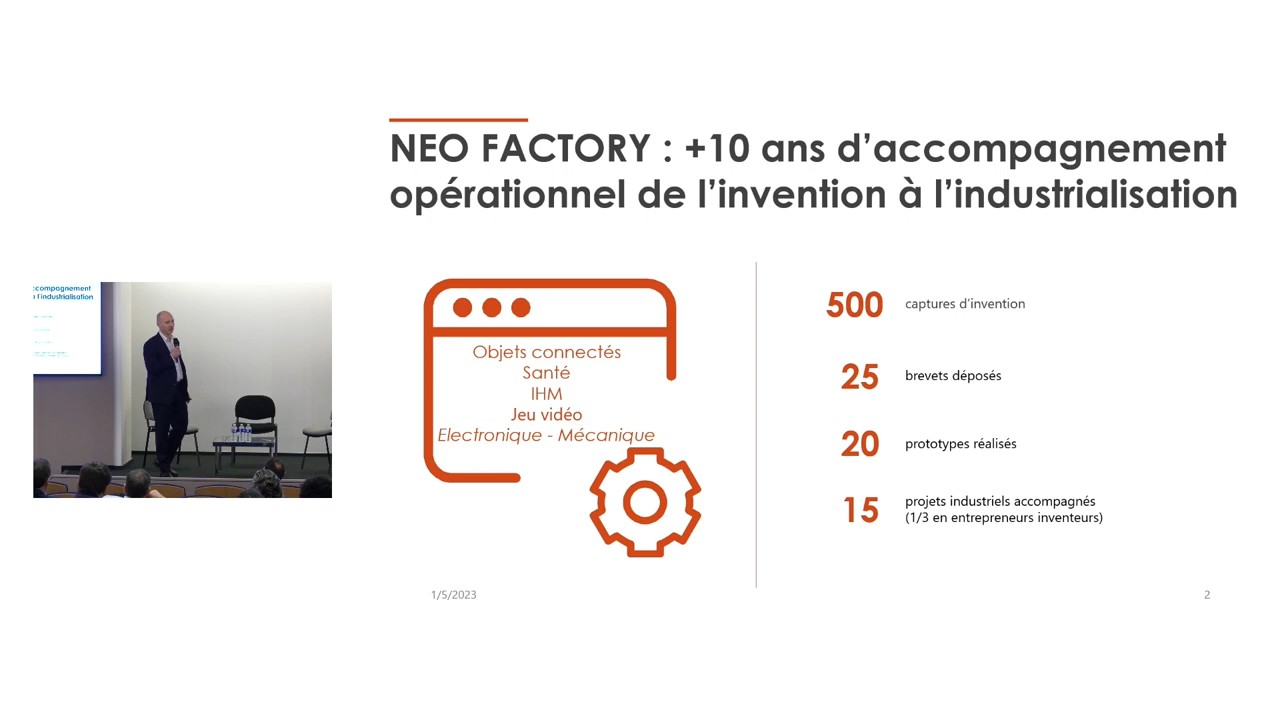 NEO FACTORY : +10 ans d’accompagnement
opérationnel de l’invention à l’industrialisation
ccompagnement
à l'industrialisation
Objets connectés
Santé
IHM
Jeu vidéo
Electronique - Mécanique
500 captures d’invention
25 brevets déposés
20 prototypes réalisés
15 projets industriels accompagnés
(1/3 en entrepreneurs inventeurs)
1/5/2023
2